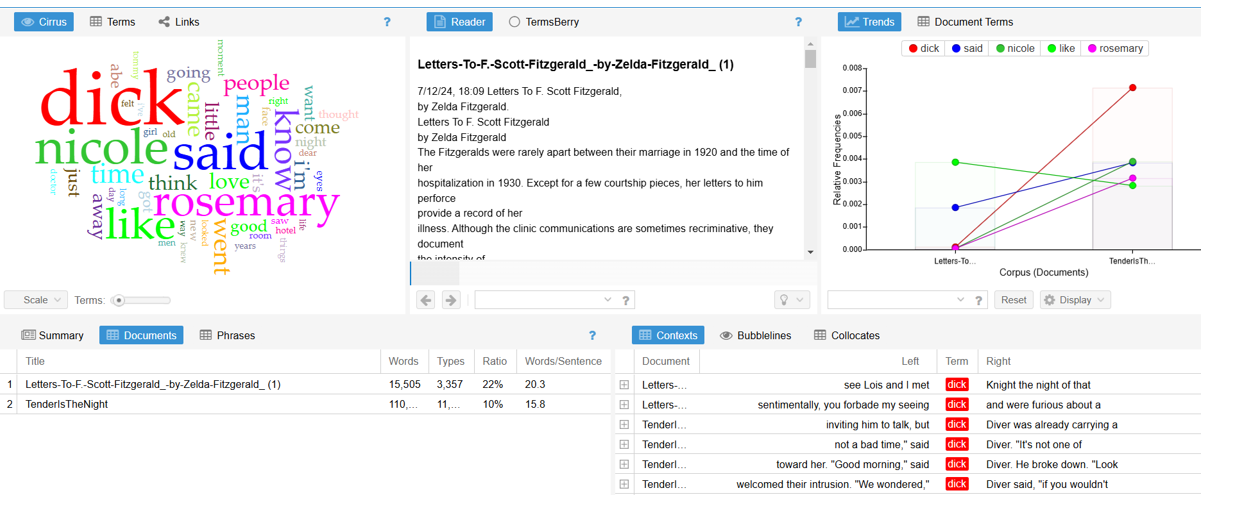 Cirrus Terms Links ?
dick
nicole
said
rosemary
like
know
time
went
people
came
man
little
going
abe
think
love
just
away
come
want
night
thought
moment
tommy
felt
i've
girl
old
right
face
dear
i'm
eyes
it's
got
long
day
doctor
good
saw
hotel
life
room
years
things
way
new
looked
men
knew
Scale Terms:
Reader TermsBerry ?
Letters-To-F.-Scott-Fitzgerald_-by-Zelda-Fitzgerald_ (1)
7/12/24, 18:09 Letters To F. Scott Fitzgerald,
by Zelda Fitzgerald.
Letters To F. Scott Fitzgerald
by Zelda Fitzgerald
The Fitzgeralds were rarely apart between their marriage in 1920 and the time of
her
hospitalization in 1930. Except for a few courtship pieces, her letters to him
perforce
provide a record of her
illness. Although the clinic communications are sometimes recriminative, they
document
the intensity of
?
Trends Document Terms
dick said nicole like rosemary
0.008
0.007
0.006
0.005
0.004
0.003
0.002
0.001
0.000
Relative Frequencies
Letters-To... TenderIsTh...
Corpus (Documents)
? Reset Display
Summary Documents Phrases ?
Title Words Types Ratio Words/Sentence
1 Letters-To-F.-Scott-Fitzgerald_-by-Zelda-Fitzgerald_ (1) 15,505 3,357 22% 20.3
2 TenderIsTheNight 110,... 11,... 10% 15.8
Contexts Bubblelines Collocates
Document Left Term Right
Letters-... see Lois and I met dick Knight the night of that
Letters-... sentimentally, you forbade my seeing dick and were furious about a
TenderI... inviting him to talk, but dick Diver was already carrying a
TenderI... not a bad time," said dick Diver. "It's not one of
TenderI... toward her. "Good morning," said dick Diver. He broke down. "Look
TenderI... welcomed their intrusion. "We wondered," dick Diver said, "if you wouldn't